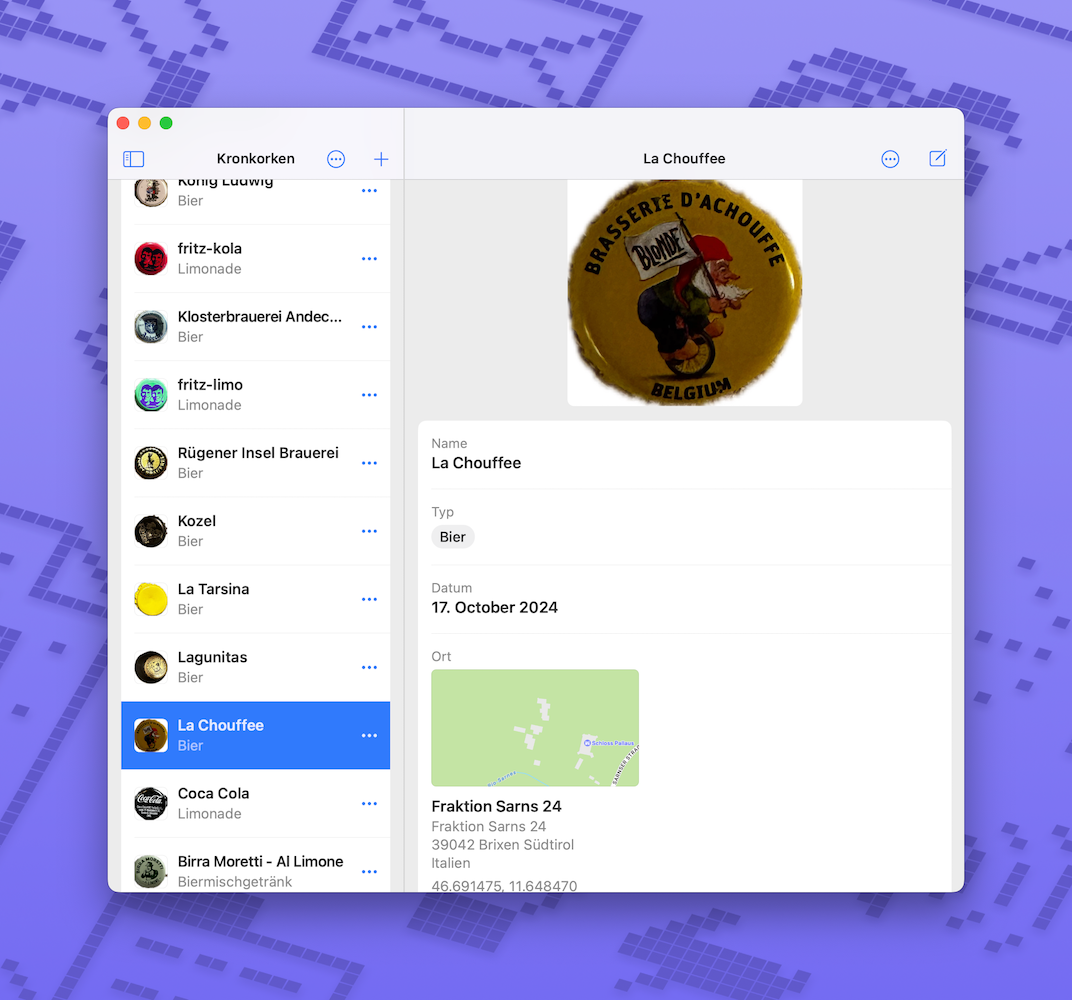 Kronkorken
La Chouffee
König Ludwig
Bier
fritz-kola
Limonade
Klosterbrauerei Andec...
Bier
fritz-limo
Limonade
Rügener Insel Brauerei
Bier
Kozel
Bier
La Tarsina
Bier
Lagunitas
Bier
La Chouffee
Bier
Coca Cola
Limonade
Birra Moretti - Al Limone
Biermischgetränk
BRASSERIE D'ACHOUFFE
BLONDE
BELGIUM
Name
La Chouffee
Typ
Bier
Datum
17. October 2024
Ort
Schloss Pallaus
SARNSER STRA
Fraktion Sarns 24
Fraktion Sarns 24
39042 Brixen Südtirol
Italien
46.691475, 11.648470